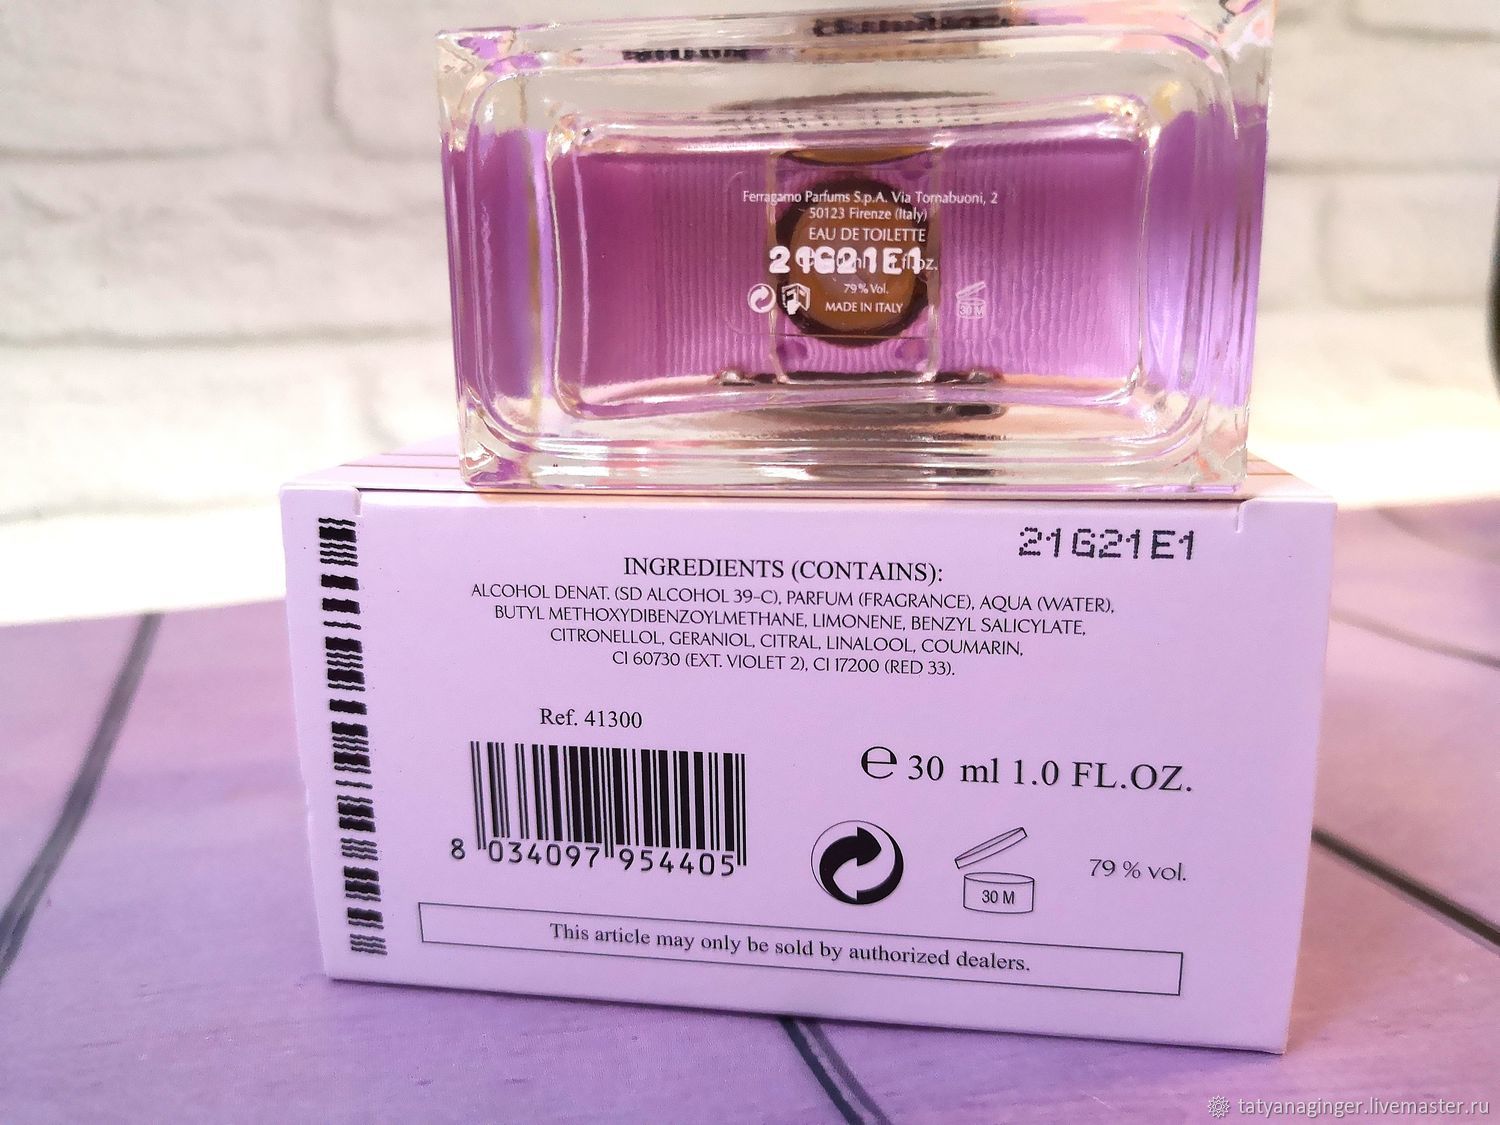 Ferragamo Parfums S.p.A. Via Tornabuoni, 2
50123 Firenze (Italy)
EAU DE TOILETTE
21G21E1 fl.oz.
79% Vol.
MADE IN ITALY
30 M
21G21E1
INGREDIENTS (CONTAINS):
ALCOHOL DENAT. (SD ALCOHOL 39-C), PARFUM (FRAGRANCE), AQUA (WATER),
BUTYL METHOXYDIBENZOYLMETHANE, LIMONENE, BENZYL SALICYLATE,
CITRONELLOL, GERANIOL, CITRAL, LINALOOL, COUMARIN,
CI 60730 (EXT. VIOLET 2), CI 17200 (RED 33).
Ref. 41300
8 034097 954405
e 30 ml 1.0 FL.OZ.
30 M
79 % vol.
This article may only be sold by authorized dealers.
tatyanaginger.livemaster.ru